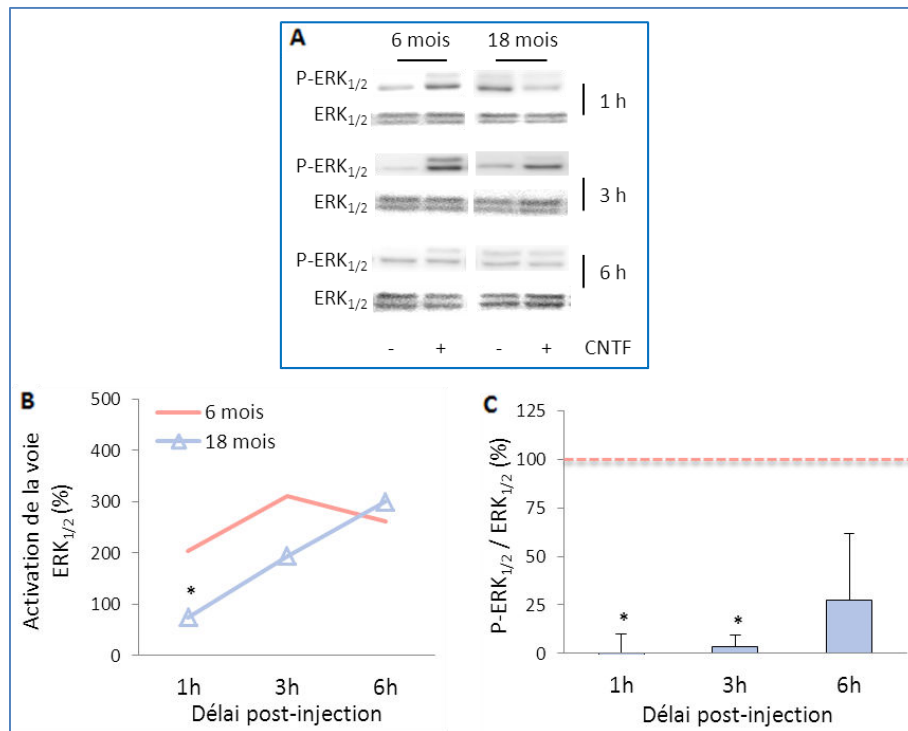 A
6 mois 18 mois
P-ERK1/2
ERK1/2
1 h
P-ERK1/2
ERK1/2
3 h
P-ERK1/2
ERK1/2
6 h
- + - + CNTF
B
Activation de la voie
ERK1/2 (%)
500
400
300
200
100
0
6 mois
18 mois
*
1h 3h 6h
Délai post-injection
C
P-ERK1/2 / ERK1/2 (%)
125
100
75
50
25
0
* *
1h 3h 6h
Délai post-injection